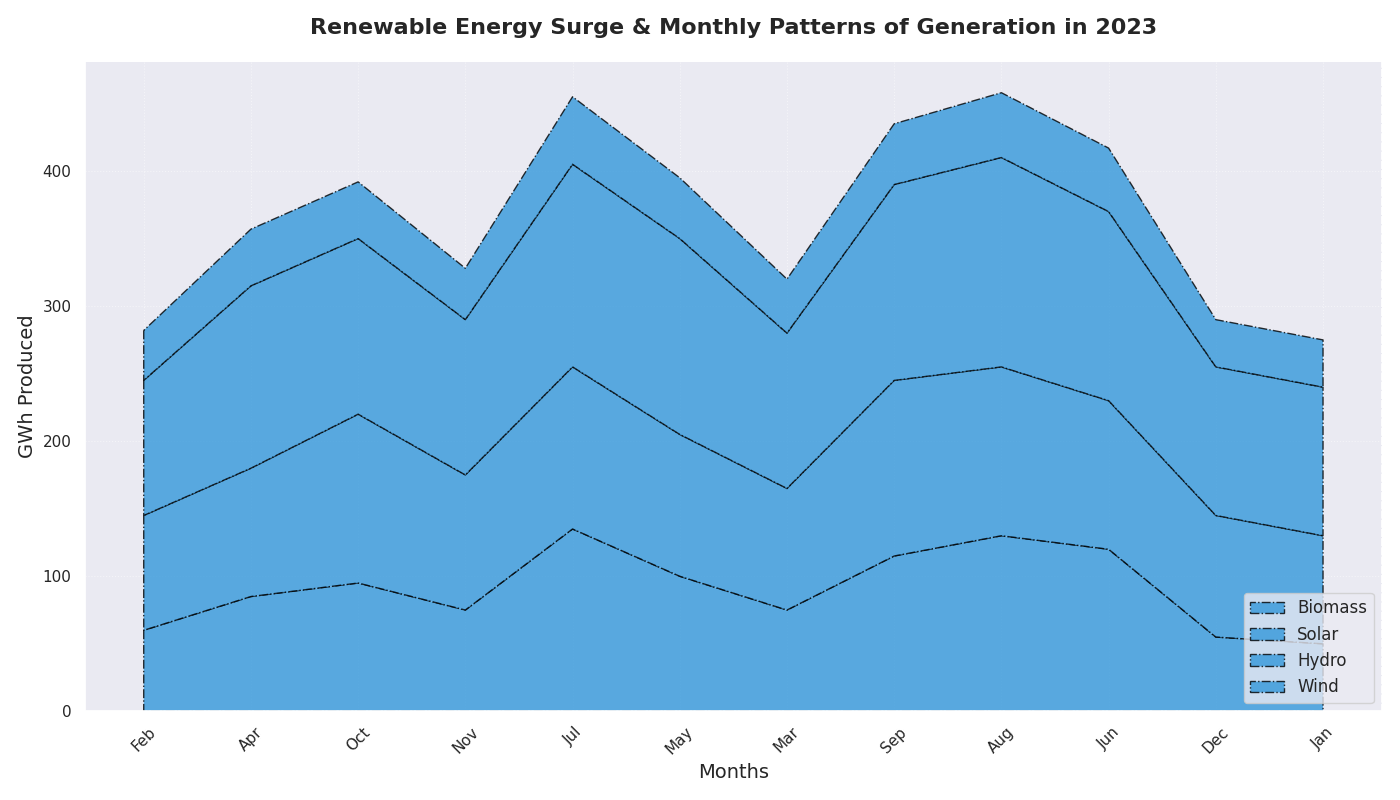 Renewable Energy Surge & Monthly Patterns of Generation in 2023
GWh Produced
400
300
200
100
0
Biomass
Solar
Hydro
Wind
Feb
Apr
Oct
Nov
Jul
May
Mar
Sep
Aug
Jun
Dec
Jan
Months